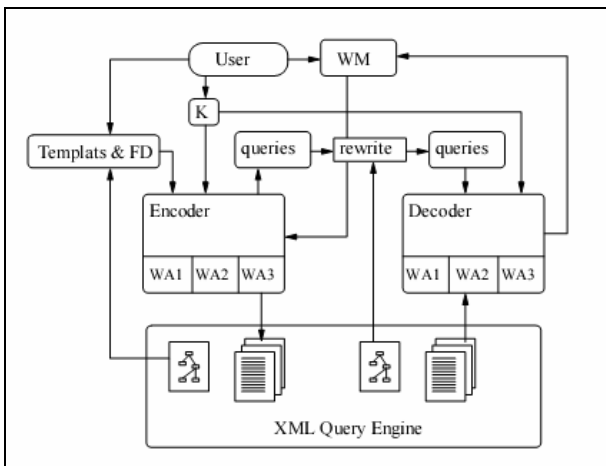 User
WM
K
Templats & FD
queries
rewrite
queries
Encoder
Decoder
WA1 WA2 WA3
WA1 WA2 WA3
XML Query Engine